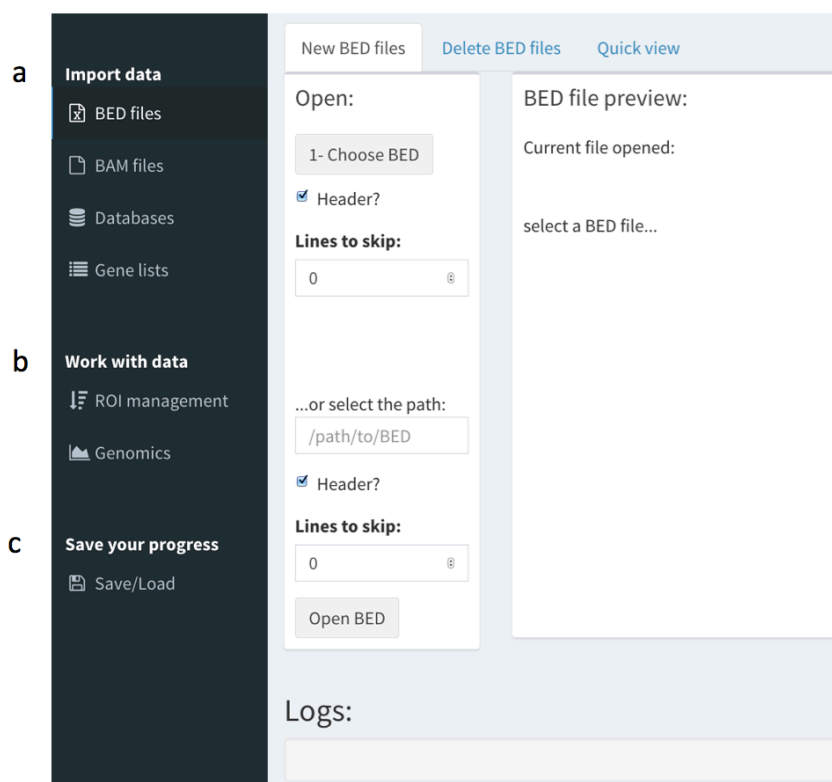 a
Import data
BED files
BAM files
Databases
Gene lists
b
Work with data
ROI management
Genomics
c
Save your progress
Save/Load
New BED files
Delete BED files
Quick view
Open:
1- Choose BED
Header?
Lines to skip:
0
...or select the path:
/path/to/BED
Header?
Lines to skip:
0
Open BED
BED file preview:
Current file opened:
select a BED file...
Logs: